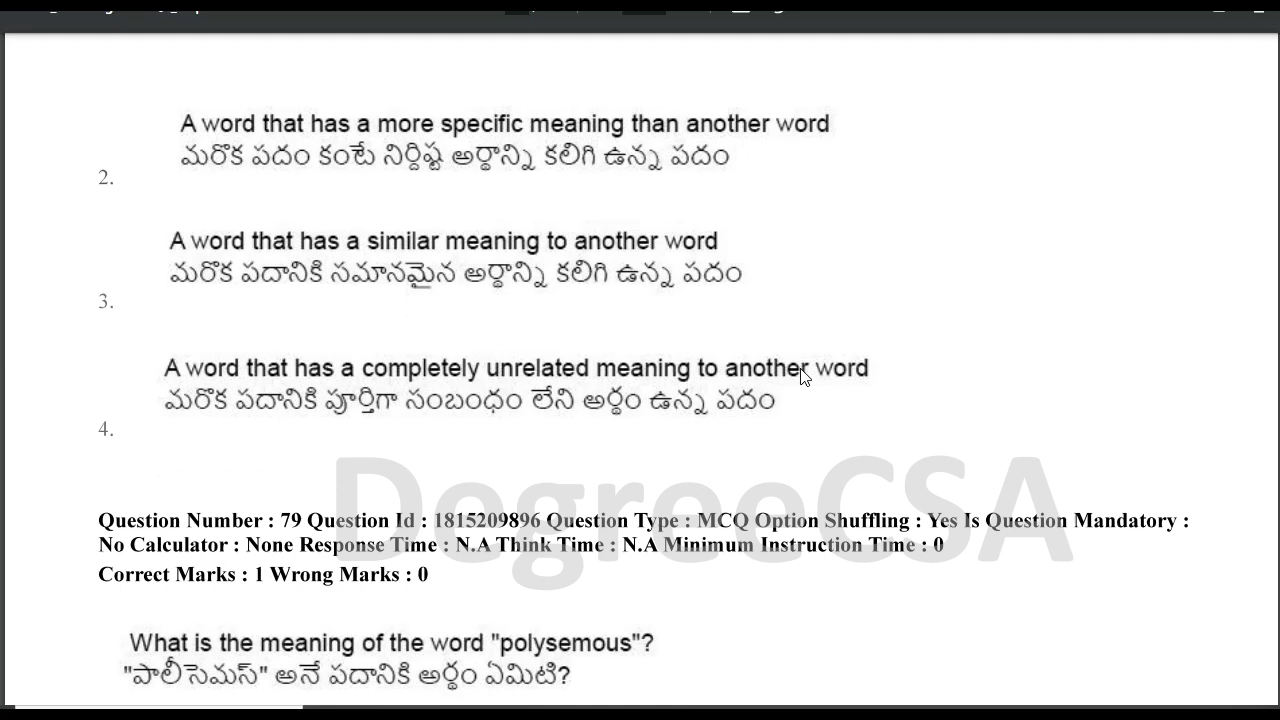 A word that has a more specific meaning than another word
మరొక పదం కంటే నిర్దిష్ట అర్థాన్ని కలిగి ఉన్న పదం
2.
A word that has a similar meaning to another word
మరొక పదానికి సమానమైన అర్థాన్ని కలిగి ఉన్న పదం
3.
A word that has a completely unrelated meaning to another word
మరొక పదానికి పూర్తిగా సంబంధం లేని అర్థం ఉన్న పదం
4.
DegreeCSA
Question Number : 79 Question Id : 1815209896 Question Type : MCQ Option Shuffling : Yes Is Question Mandatory :
No Calculator : None Response Time : N.A Think Time : N.A Minimum Instruction Time : 0
Correct Marks : 1 Wrong Marks : 0
What is the meaning of the word "polysemous"?
"పాలీసెమస్" అనే పదానికి అర్థం ఏమిటి?